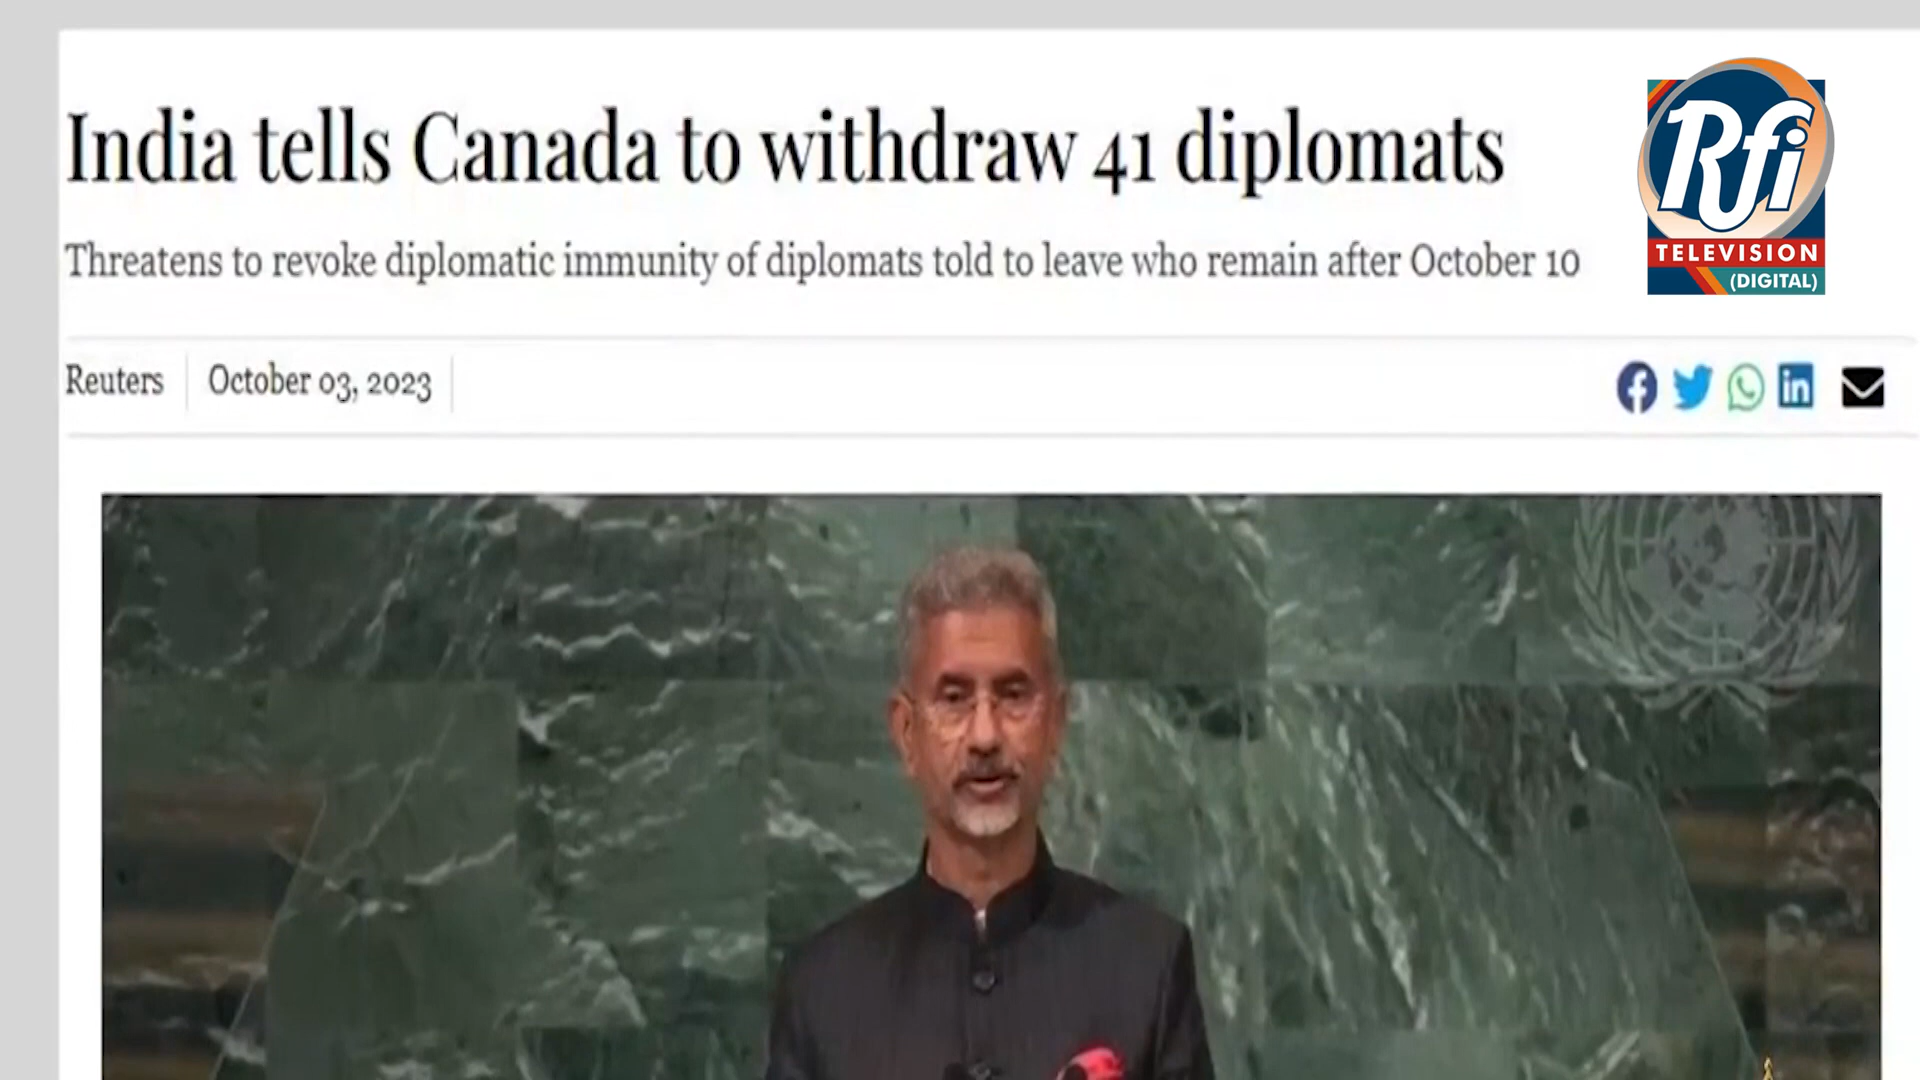 India tells Canada to withdraw 41 diplomats
Threatens to revoke diplomatic immunity of diplomats told to leave who remain after October 10
Reuters
October 03, 2023
Rfi
TELEVISION
(DIGITAL)
in